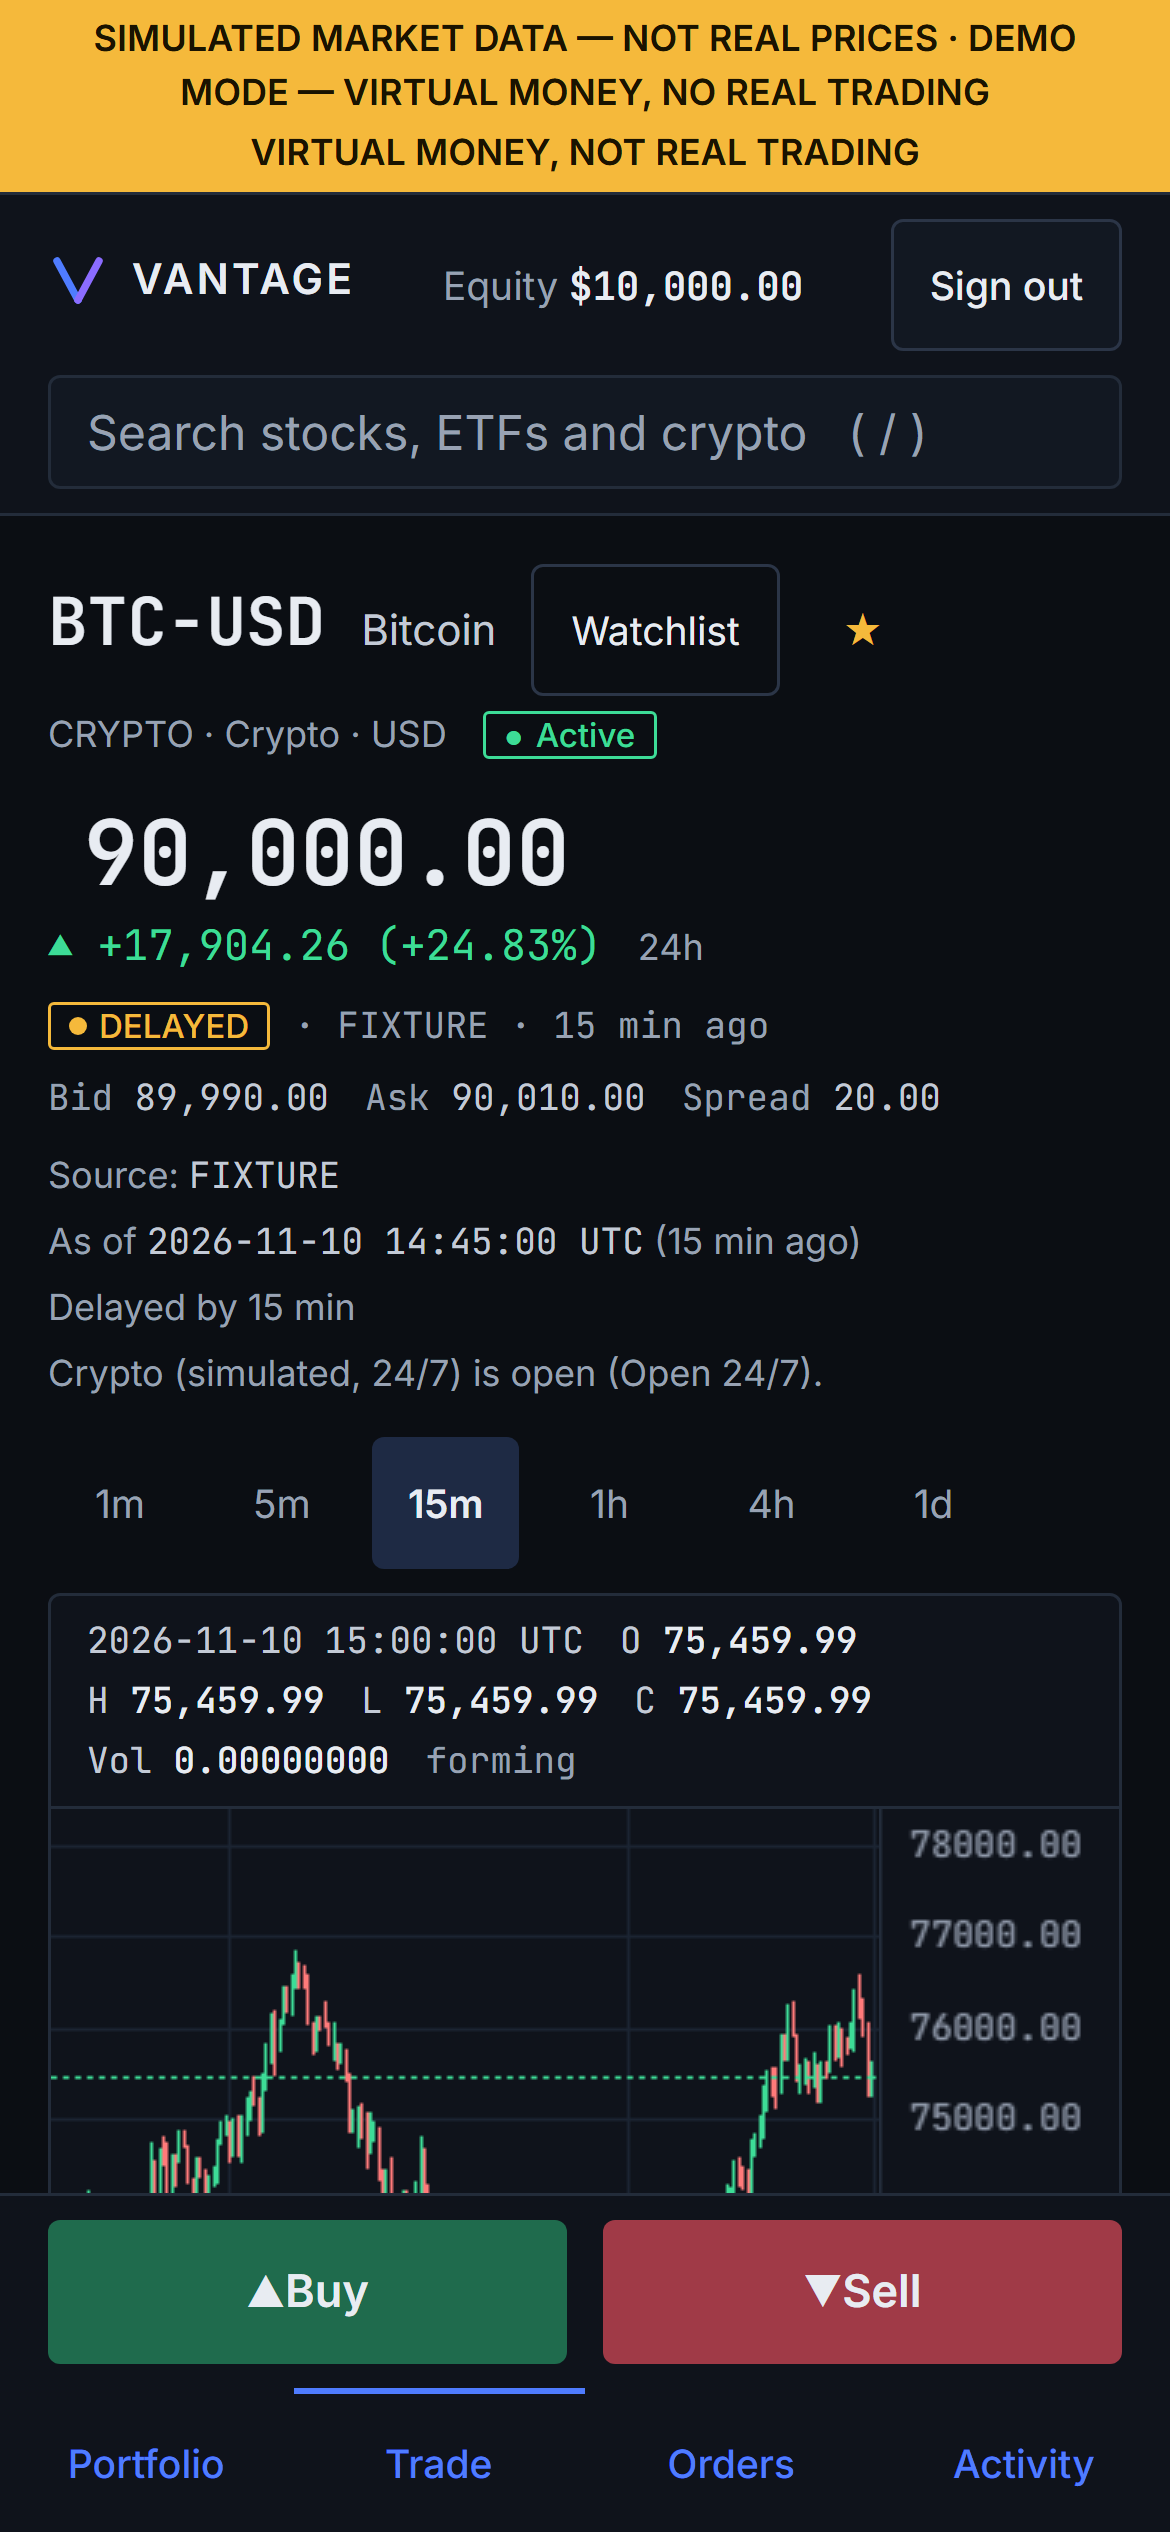 SIMULATED MARKET DATA — NOT REAL PRICES · DEMO
MODE — VIRTUAL MONEY, NO REAL TRADING
VIRTUAL MONEY, NOT REAL TRADING
VANTAGE Equity $10,000.00 Sign out
Search stocks, ETFs and crypto ( / )
BTC-USD Bitcoin Watchlist ★
CRYPTO · Crypto · USD ● Active
90,000.00
▲ +17,904.26 (+24.83%) 24h
● DELAYED · FIXTURE · 15 min ago
Bid 89,990.00 Ask 90,010.00 Spread 20.00
Source: FIXTURE
As of 2026-11-10 14:45:00 UTC (15 min ago)
Delayed by 15 min
Crypto (simulated, 24/7) is open (Open 24/7).
1m 5m 15m 1h 4h 1d
2026-11-10 15:00:00 UTC O 75,459.99
H 75,459.99 L 75,459.99 C 75,459.99
Vol 0.00000000 forming
78000.00
77000.00
76000.00
75000.00
▲Buy ▼Sell
Portfolio Trade Orders Activity